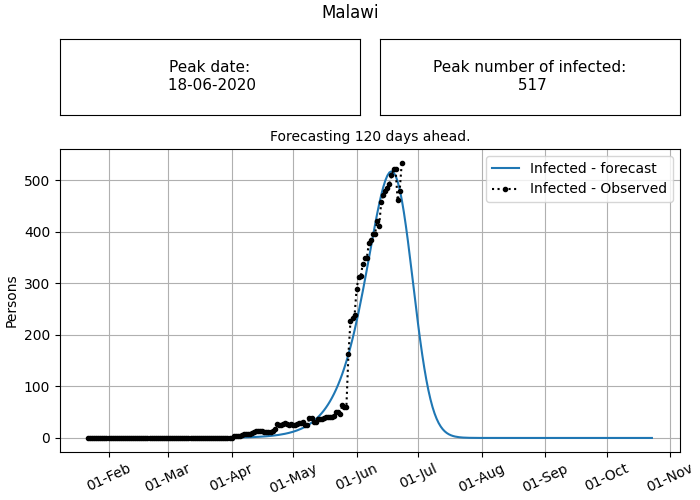 Malawi
Peak date:
18-06-2020
Peak number of infected:
517
Forecasting 120 days ahead.
Infected - forecast
Infected - Observed
Persons
500
400
300
200
100
0
01-Feb
01-Mar
01-Apr
01-May
01-Jun
01-Jul
01-Aug
01-Sep
01-Oct
01-Nov